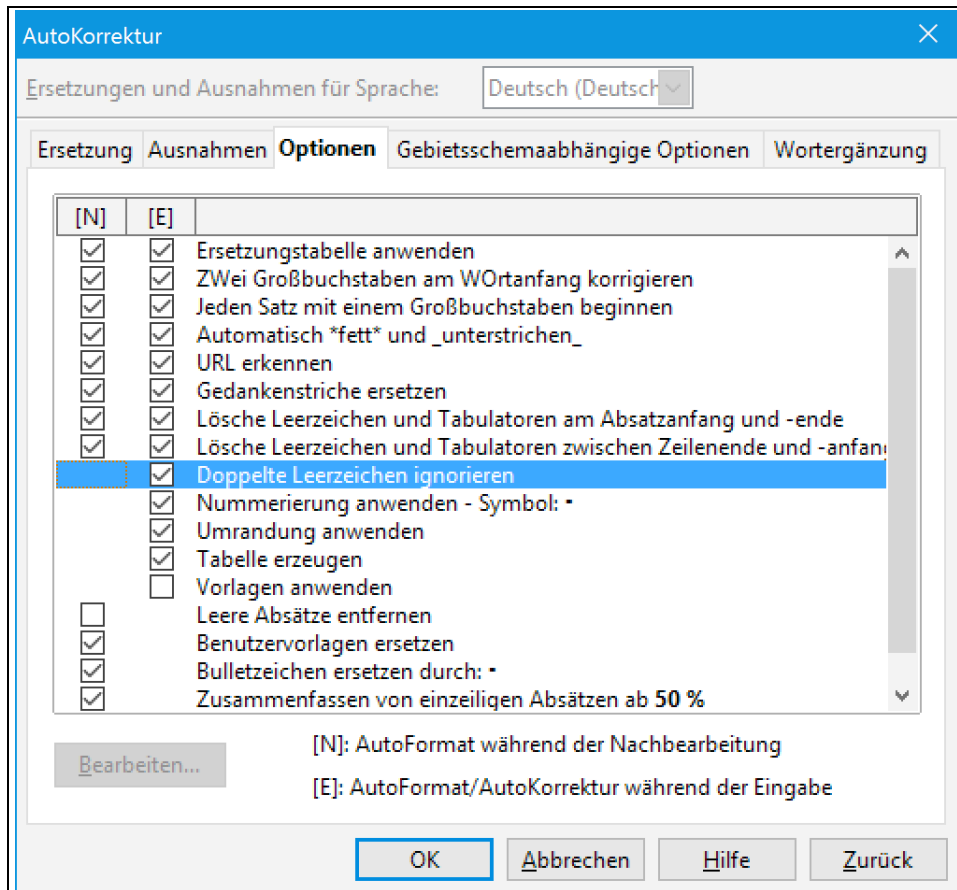 AutoKorrektur
Ersetzungen und Ausnahmen für Sprache: Deutsch (Deutsch
Ersetzung Ausnahmen Optionen Gebietsschemaabhängige Optionen Wortergänzung
[N] [E]
Ersetzungstabelle anwenden
ZWei Großbuchstaben am WOrtanfang korrigieren
Jeden Satz mit einem Großbuchstaben beginnen
Automatisch *fett* und _unterstrichen_
URL erkennen
Gedankenstriche ersetzen
Lösche Leerzeichen und Tabulatoren am Absatzanfang und -ende
Lösche Leerzeichen und Tabulatoren zwischen Zeilenende und -anfan
Doppelte Leerzeichen ignorieren
Nummerierung anwenden - Symbol: ▪
Umrandung anwenden
Tabelle erzeugen
Vorlagen anwenden
Leere Absätze entfernen
Benutzervorlagen ersetzen
Bulletzeichen ersetzen durch: ▪
Zusammenfassen von einzeiligen Absätzen ab 50 %
[N]: AutoFormat während der Nachbearbeitung
Bearbeiten...
[E]: AutoFormat/AutoKorrektur während der Eingabe
OK Abbrechen Hilfe Zurück